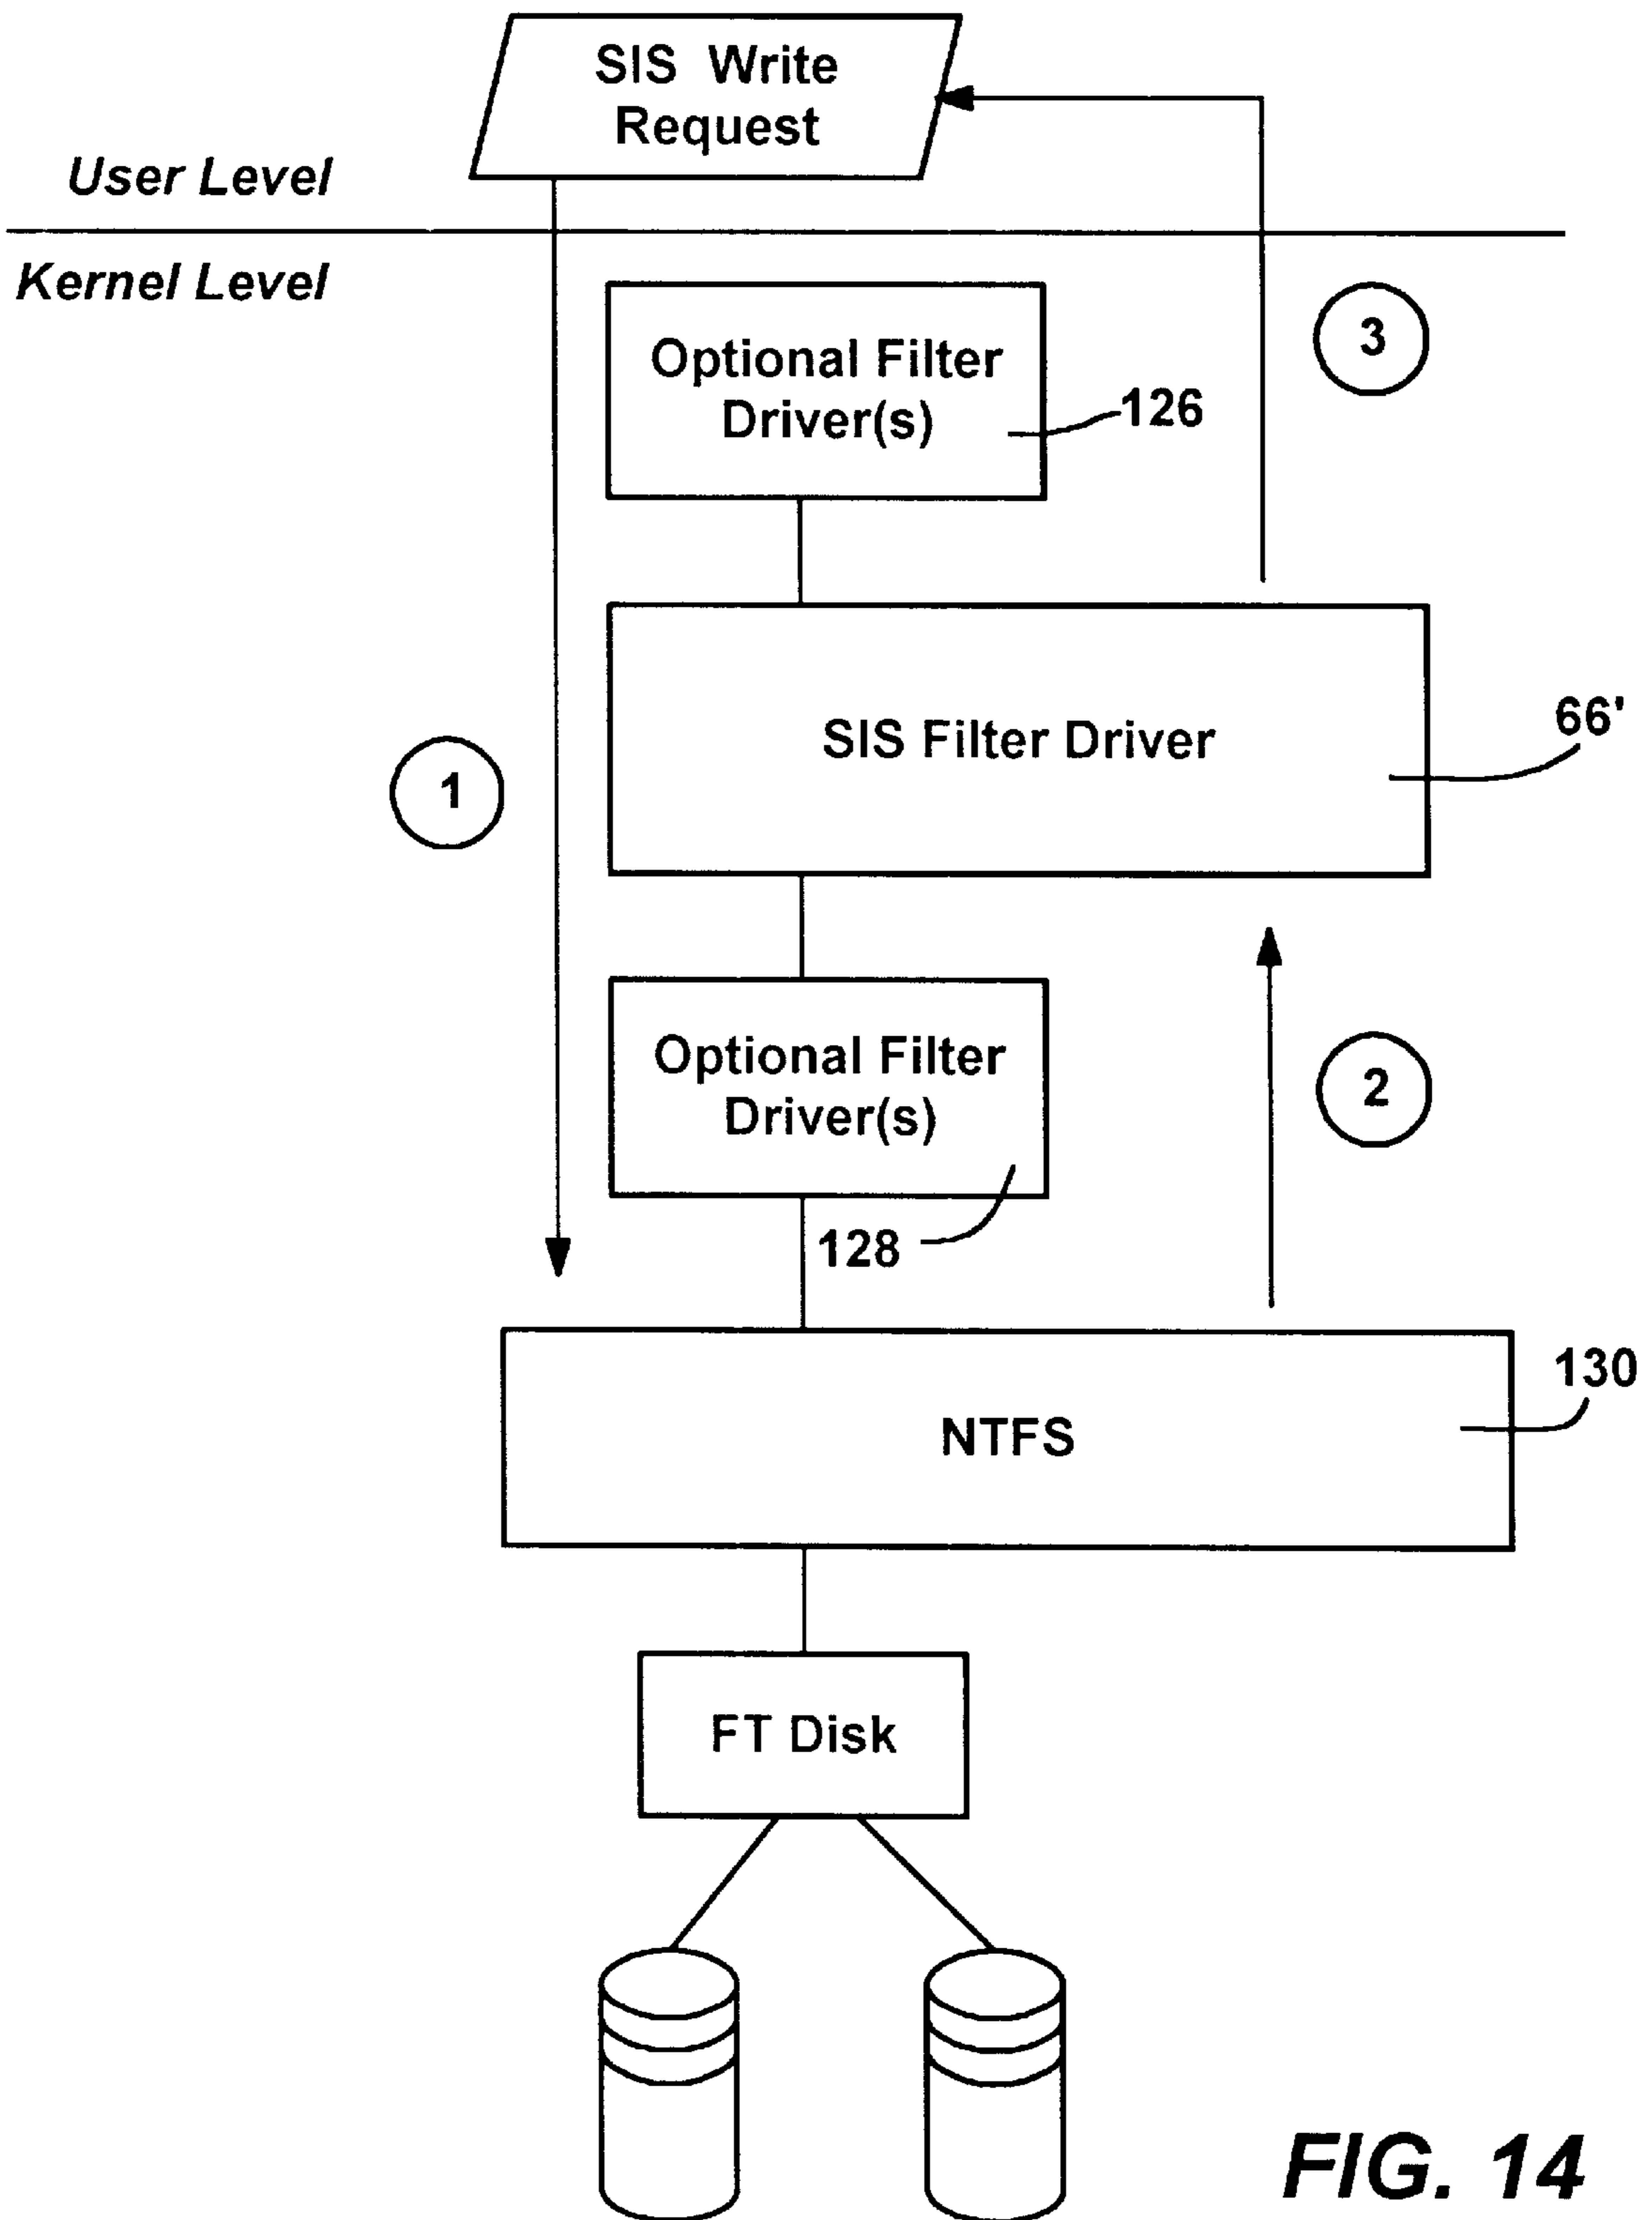 SIS Write
Request
User Level
Kernel Level
3
Optional Filter
Driver(s)
126
SIS Filter Driver
66'
1
Optional Filter
Driver(s)
2
128
130
NTFS
FT Disk
FIG. 14